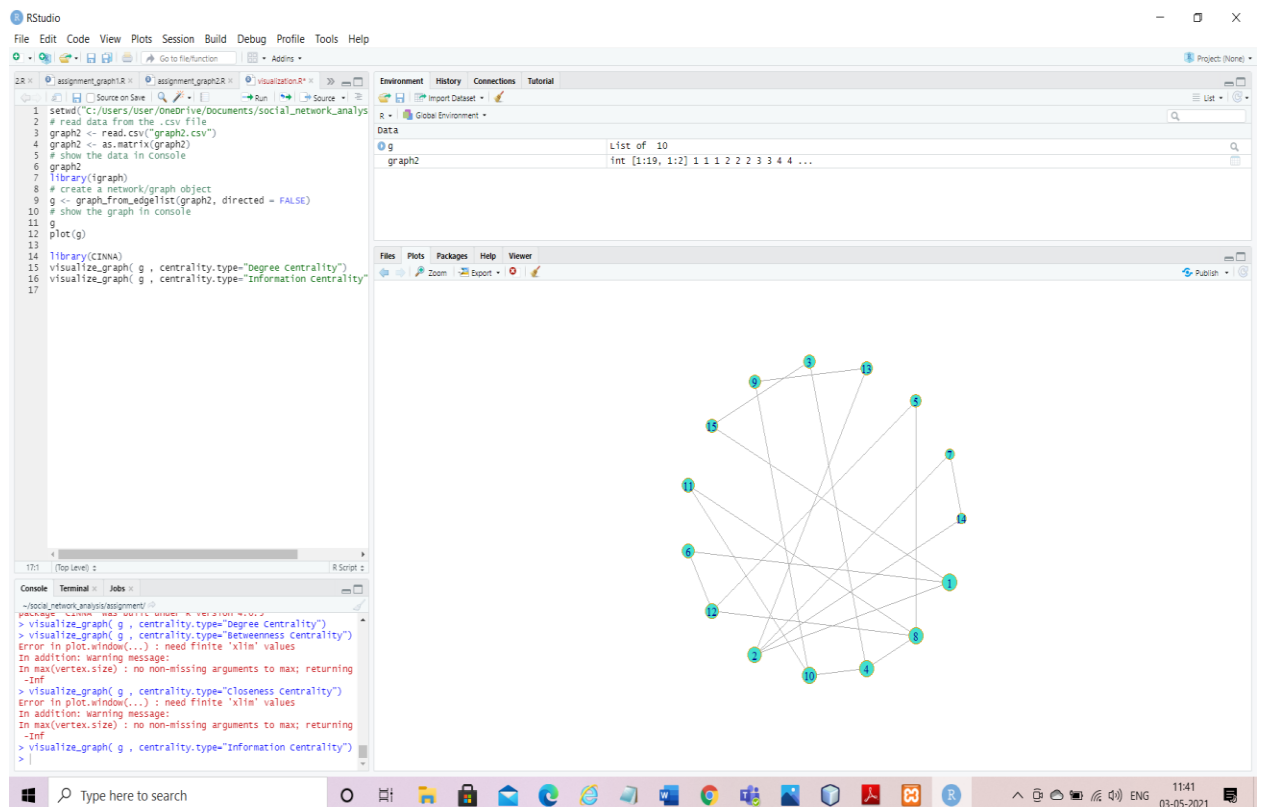 RStudio
File Edit Code View Plots Session Build Debug Profile Tools Help
Go to file/function Addins Project: (None)
2.R × assignment_graph1.R × assignment_graph2.R × visualization.R* ×
Source on Save Run Source
1 setwd("C:/Users/User/OneDrive/Documents/social_network_analys
2 # read data from the .csv file
3 graph2 <- read.csv("graph2.csv")
4 graph2 <- as.matrix(graph2)
5 # show the data in Console
6 graph2
7 library(igraph)
8 # create a network/graph object
9 g <- graph_from_edgelist(graph2, directed = FALSE)
10 # show the graph in console
11 g
12 plot(g)
13
14 library(CINNA)
15 visualize_graph( g , centrality.type="Degree Centrality")
16 visualize_graph( g , centrality.type="Information Centrality"
17
17:1 (Top Level) R Script
Console Terminal × Jobs ×
~/social_network_analysis/assignment/
package 'CINNA' was built under R version 4.0.5
> visualize_graph( g , centrality.type="Degree Centrality")
> visualize_graph( g , centrality.type="Betweenness Centrality")
Error in plot.window(...) : need finite 'xlim' values
In addition: Warning message:
In max(vertex.size) : no non-missing arguments to max; returning
-Inf
> visualize_graph( g , centrality.type="Closeness Centrality")
Error in plot.window(...) : need finite 'xlim' values
In addition: Warning message:
In max(vertex.size) : no non-missing arguments to max; returning
-Inf
> visualize_graph( g , centrality.type="Information Centrality")
>
Environment History Connections Tutorial
Import Dataset List
R Global Environment
Data
g List of 10
graph2 int [1:19, 1:2] 1 1 1 2 2 2 3 3 4 4 ...
Files Plots Packages Help Viewer
Zoom Export Publish
3
13
9
5
15
7
11
14
6
1
12
8
2
4
10
Type here to search
ENG
11:41
03-05-2021